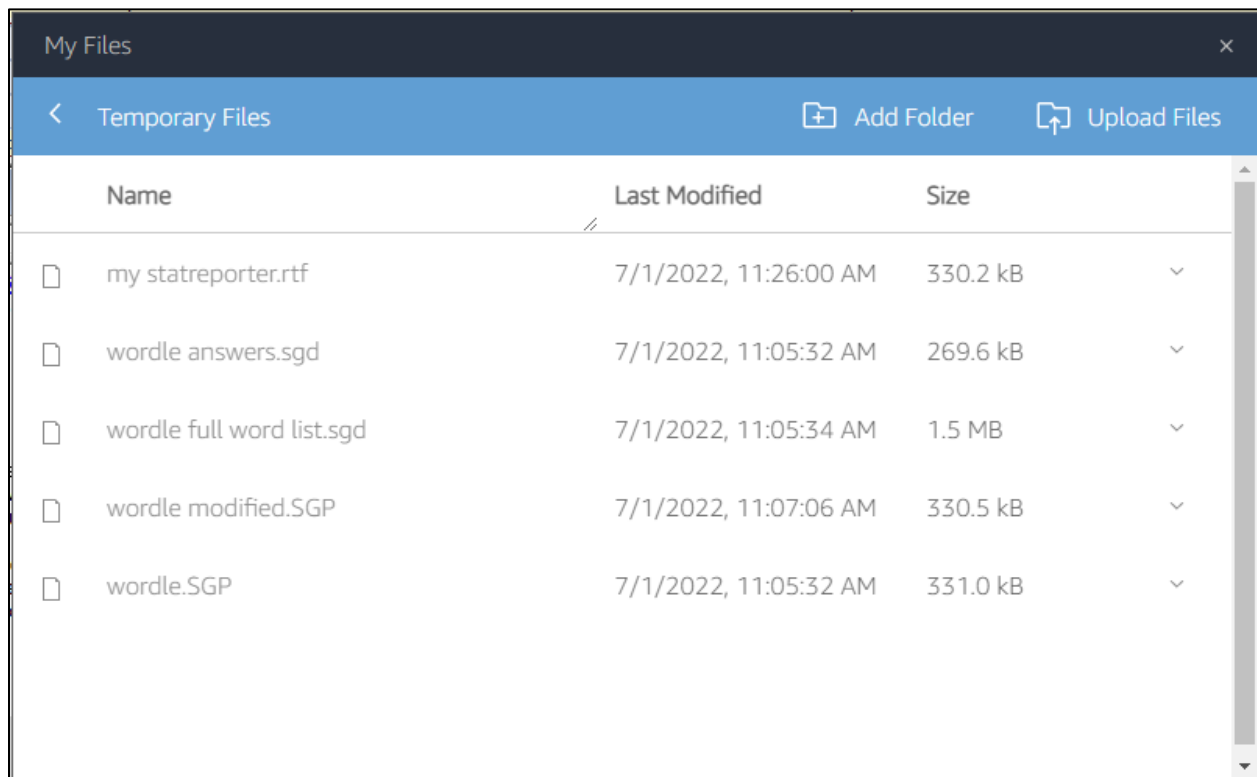 My Files
Temporary Files Add Folder Upload Files
Name Last Modified Size
my statreporter.rtf 7/1/2022, 11:26:00 AM 330.2 kB
wordle answers.sgd 7/1/2022, 11:05:32 AM 269.6 kB
wordle full word list.sgd 7/1/2022, 11:05:34 AM 1.5 MB
wordle modified.SGP 7/1/2022, 11:07:06 AM 330.5 kB
wordle.SGP 7/1/2022, 11:05:32 AM 331.0 kB